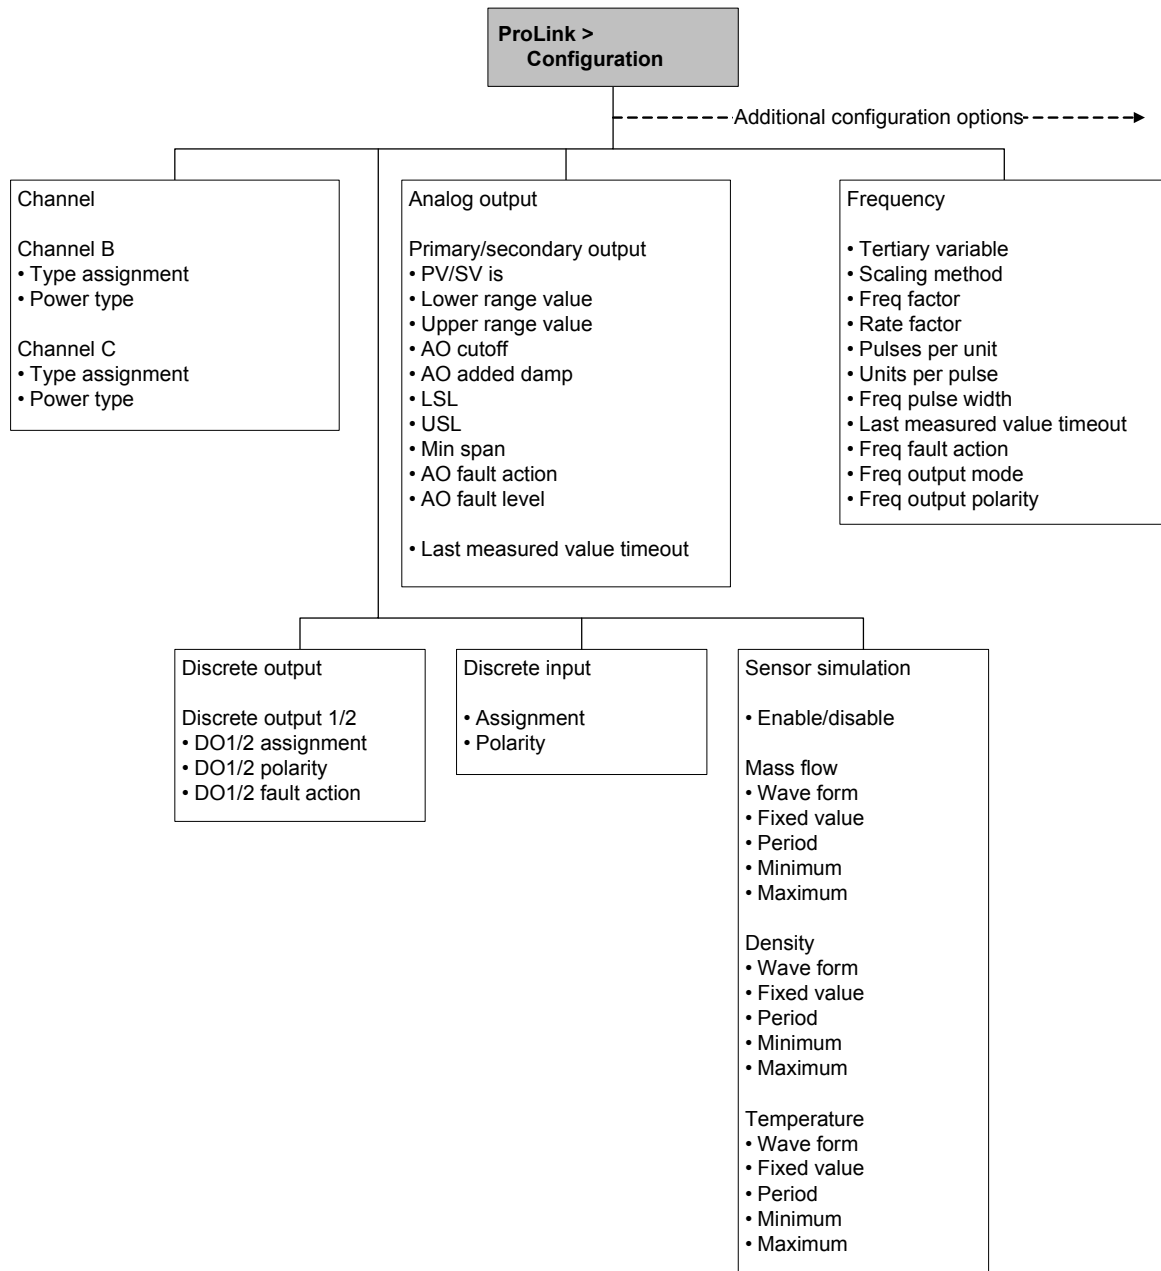 ProLink >
Configuration
Additional configuration options
Channel
Channel B
• Type assignment
• Power type
Channel C
• Type assignment
• Power type
Analog output
Primary/secondary output
• PV/SV is
• Lower range value
• Upper range value
• AO cutoff
• AO added damp
• LSL
• USL
• Min span
• AO fault action
• AO fault level
• Last measured value timeout
Frequency
• Tertiary variable
• Scaling method
• Freq factor
• Rate factor
• Pulses per unit
• Units per pulse
• Freq pulse width
• Last measured value timeout
• Freq fault action
• Freq output mode
• Freq output polarity
Discrete output
Discrete output 1/2
• DO1/2 assignment
• DO1/2 polarity
• DO1/2 fault action
Discrete input
• Assignment
• Polarity
Sensor simulation
• Enable/disable
Mass flow
• Wave form
• Fixed value
• Period
• Minimum
• Maximum
Density
• Wave form
• Fixed value
• Period
• Minimum
• Maximum
Temperature
• Wave form
• Fixed value
• Period
• Minimum
• Maximum